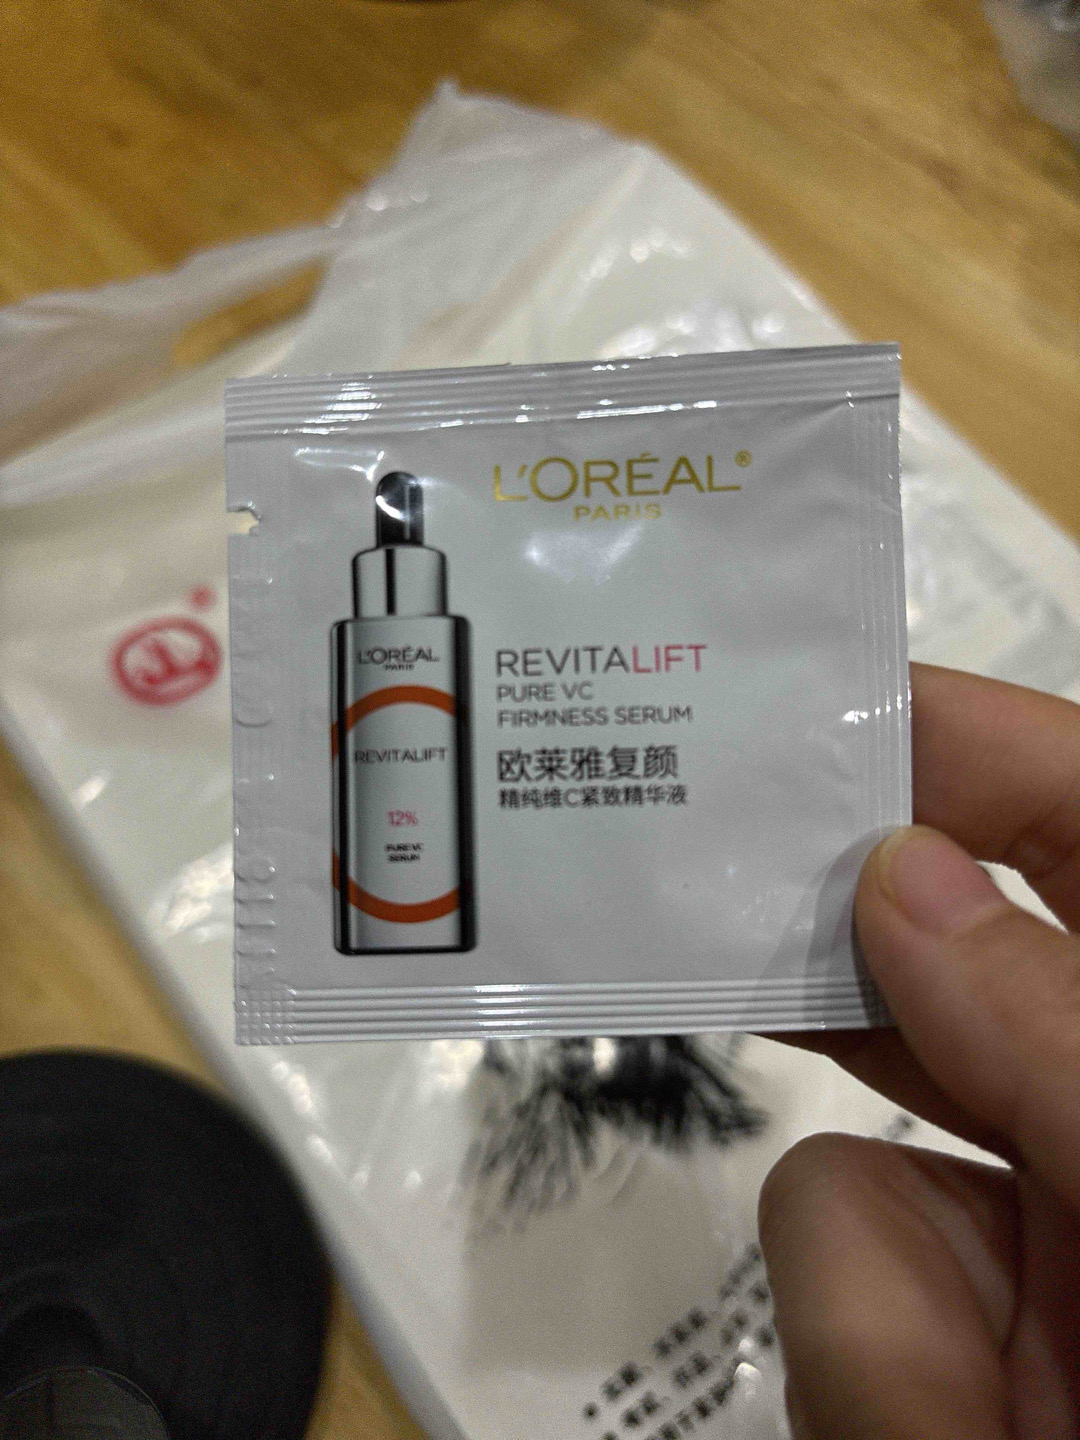 L'ORÉAL®
PARIS
REVITALIFT
PURE VC
FIRMNESS SERUM
欧莱雅复颜
精纯维C紧致精华液
L'ORÉAL
PARIS
REVITALIFT
12%
PURE VC
SERUM